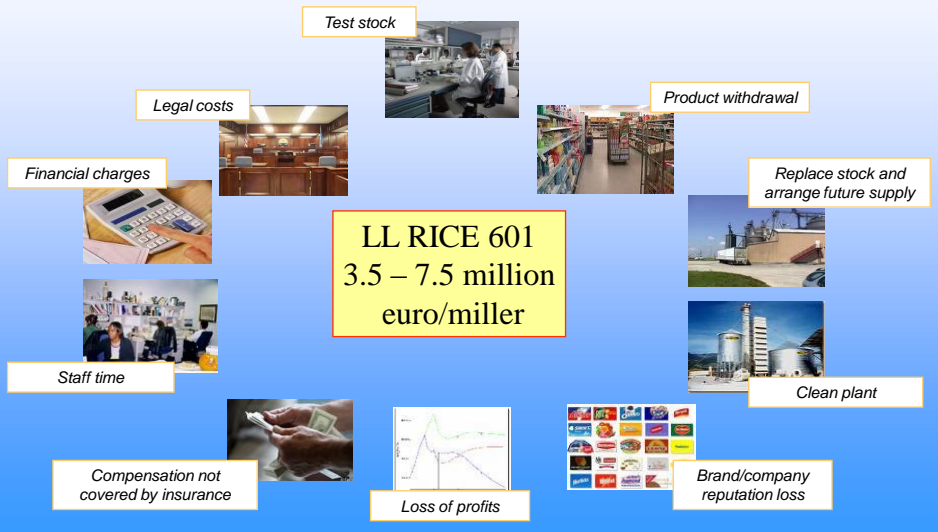 Test stock
Legal costs
Product withdrawal
Financial charges
Replace stock and
arrange future supply
LL RICE 601
3.5 – 7.5 million
euro/miller
Staff time
Clean plant
Compensation not
covered by insurance
Loss of profits
Brand/company
reputation loss